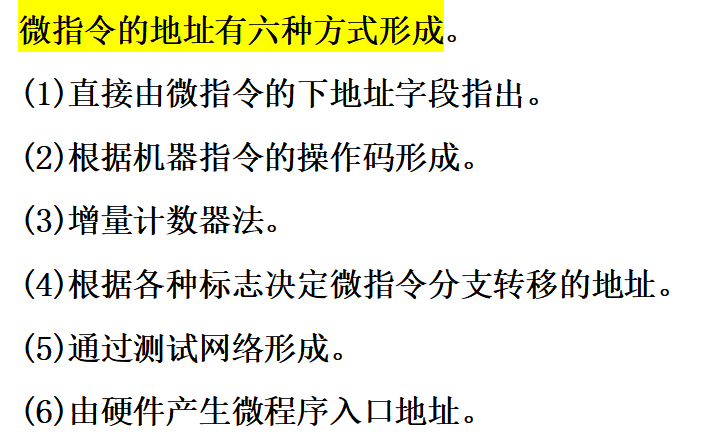 微指令的地址有六种方式形成。
(1)直接由微指令的下地址字段指出。
(2)根据机器指令的操作码形成。
(3)增量计数器法。
(4)根据各种标志决定微指令分支转移的地址。
(5)通过测试网络形成。
(6)由硬件产生微程序入口地址。